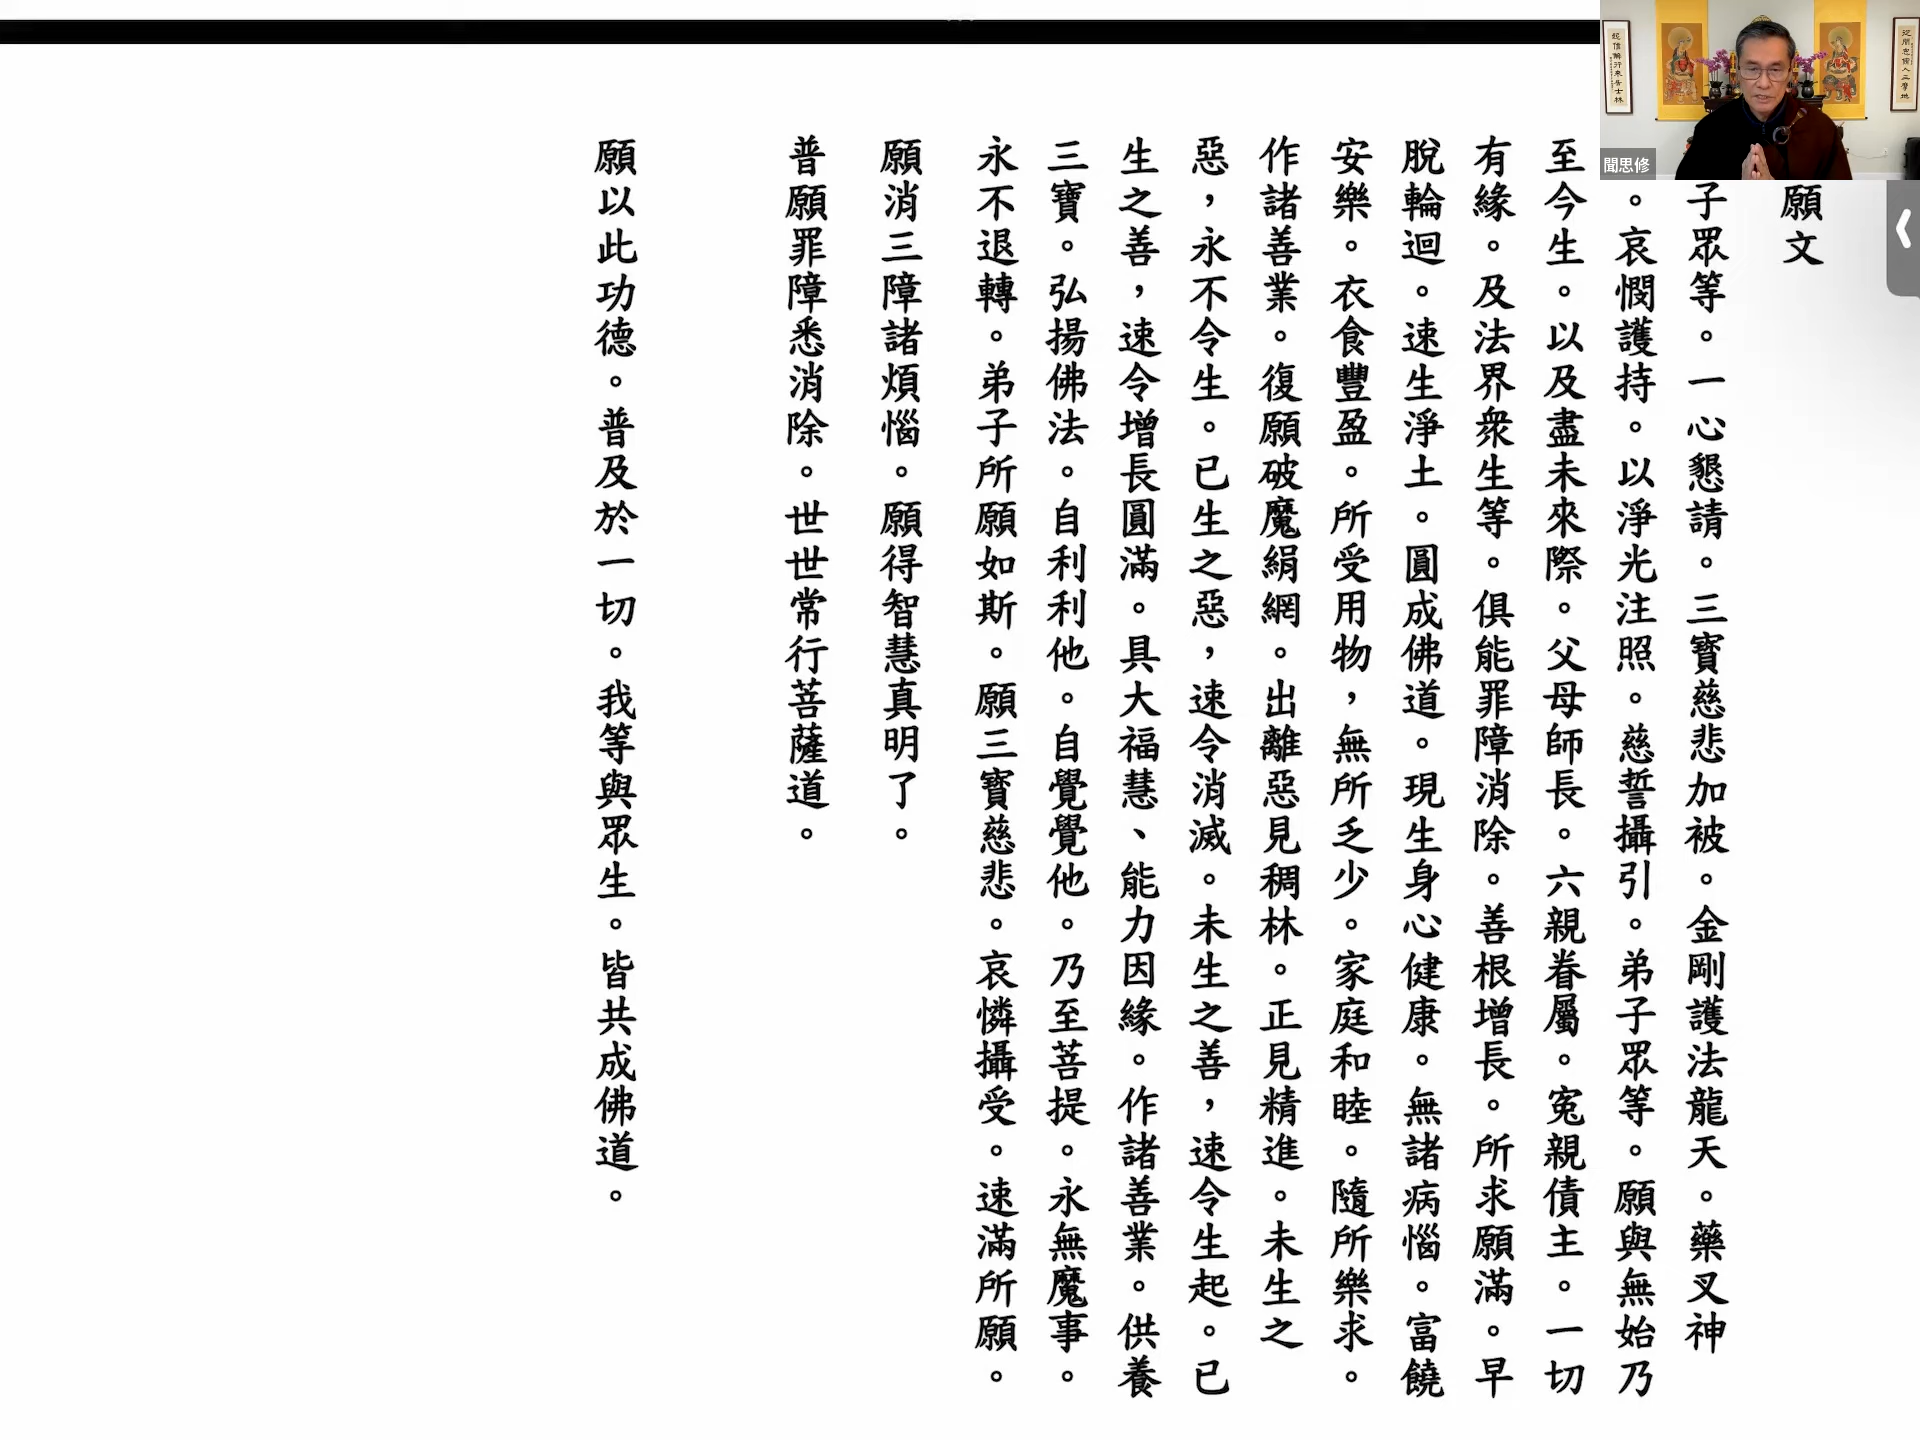 願文
子眾等。一心懇請。三寶慈悲加被。金剛護法龍天。藥叉神
。哀憫護持。以淨光注照。慈誓攝引。弟子眾等。願與無始乃
至今生。以及盡未來際。父母師長。六親眷屬。寃親債主。一切
有緣。及法界衆生等。俱能罪障消除。善根增長。所求願滿。早
脫輪迴。速生淨土。圓成佛道。現生身心健康。無諸病惱。富饒
安樂。衣食豐盈。所受用物，無所乏少。家庭和睦。隨所樂求。
作諸善業。復願破魔絹網。出離惡見稠林。正見精進。未生之
惡，永不令生。已生之惡，速令消滅。未生之善，速令生起。已
生之善，速令增長圓滿。具大福慧、能力因緣。作諸善業。供養
三寶。弘揚佛法。自利利他。自覺覺他。乃至菩提。永無魔事。
永不退轉。弟子所願如斯。願三寶慈悲。哀憐攝受。速滿所願。
願消三障諸煩惱。願得智慧真明了。
普願罪障悉消除。世世常行菩薩道。
願以此功德。普及於一切。我等與眾生。皆共成佛道。
聞思修